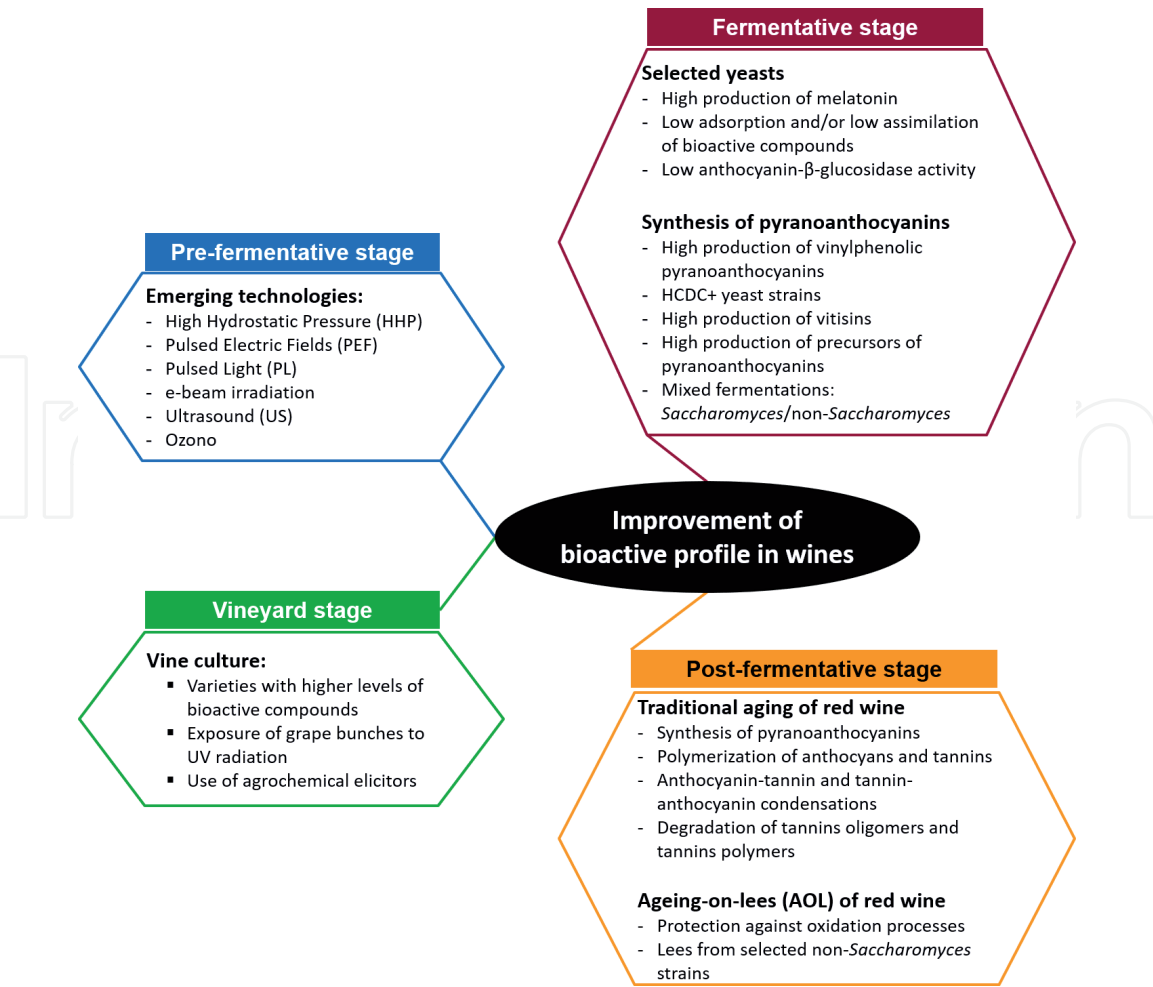 Fermentative stage
Selected yeasts
- High production of melatonin
- Low adsorption and/or low assimilation
of bioactive compounds
- Low anthocyanin-β-glucosidase activity
Synthesis of pyranoanthocyanins
- High production of vinylphenolic
pyranoanthocyanins
- HCDC+ yeast strains
- High production of vitisins
- High production of precursors of
pyranoanthocyanins
- Mixed fermentations:
Saccharomyces/non-Saccharomyces
Pre-fermentative stage
Emerging technologies:
- High Hydrostatic Pressure (HHP)
- Pulsed Electric Fields (PEF)
- Pulsed Light (PL)
- e-beam irradiation
- Ultrasound (US)
- Ozono
Improvement of
bioactive profile in wines
Vineyard stage
Vine culture:
▪ Varieties with higher levels of
bioactive compounds
▪ Exposure of grape bunches to
UV radiation
▪ Use of agrochemical elicitors
Post-fermentative stage
Traditional aging of red wine
- Synthesis of pyranoanthocyanins
- Polymerization of anthocyans and tannins
- Anthocyanin-tannin and tannin-
anthocyanin condensations
- Degradation of tannins oligomers and
tannins polymers
Ageing-on-lees (AOL) of red wine
- Protection against oxidation processes
- Lees from selected non-Saccharomyces
strains